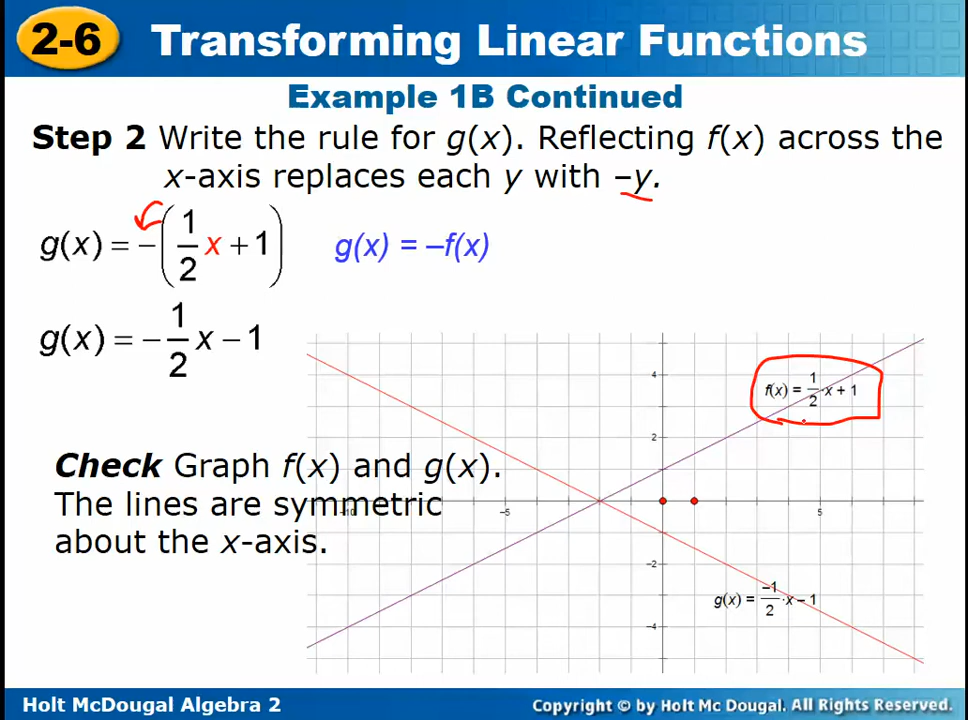 2-6 Transforming Linear Functions
Example 1B Continued
Step 2 Write the rule for g(x). Reflecting f(x) across the
x-axis replaces each y with –y.
g(x) = –(1/2 x + 1) g(x) = –f(x)
g(x) = –1/2 x – 1
f(x) = 1/2 · x + 1
4
2
Check Graph f(x) and g(x).
The lines are symmetric
-10 -5 5
about the x-axis.
-2
g(x) = -1/2 · x – 1
-4
Holt McDougal Algebra 2 Copyright © by Holt Mc Dougal. All Rights Reserved.